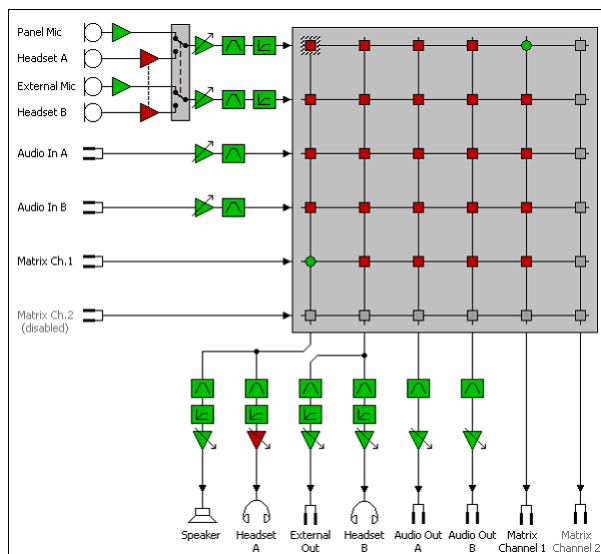 Panel Mic
Headset A
External Mic
Headset B
Audio In A
Audio In B
Matrix Ch.1
Matrix Ch.2
(disabled)
Speaker
Headset
A
External
Out
Headset
B
Audio Out
A
Audio Out
B
Matrix
Channel 1
Matrix
Channel 2